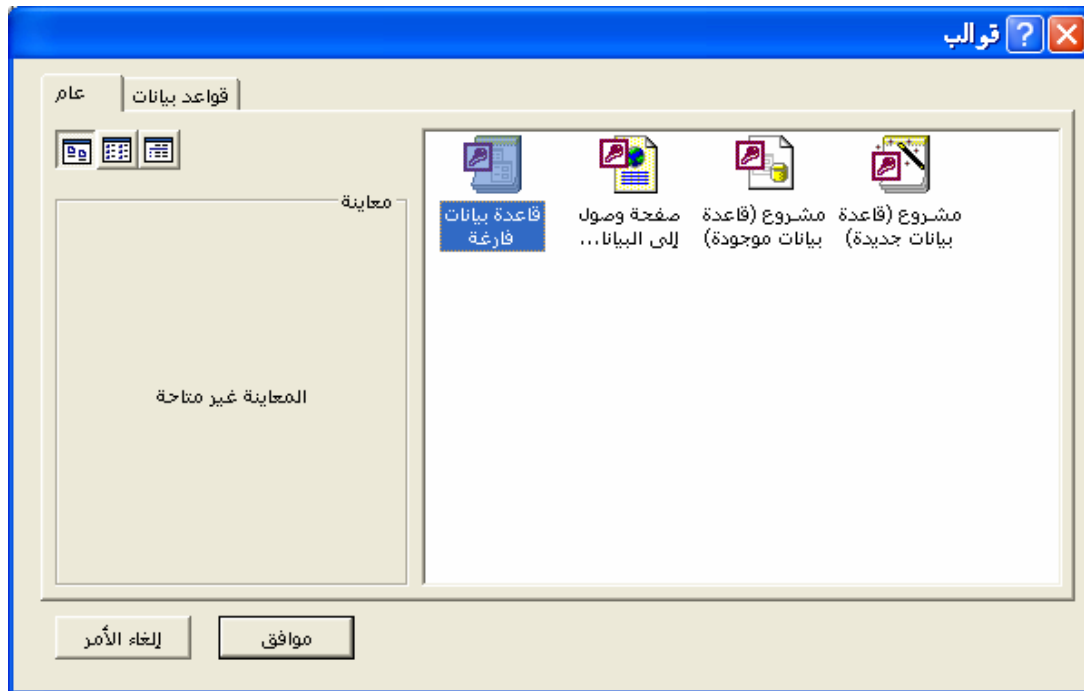 قوالب
عام
قواعد بيانات
معاينة
المعاينة غير متاحة
قاعدة بيانات
فارغة
صفحة وصول
إلى البيانا...
مشروع (قاعدة
بيانات موجودة)
مشروع (قاعدة
بيانات جديدة)
موافق
إلغاء الأمر